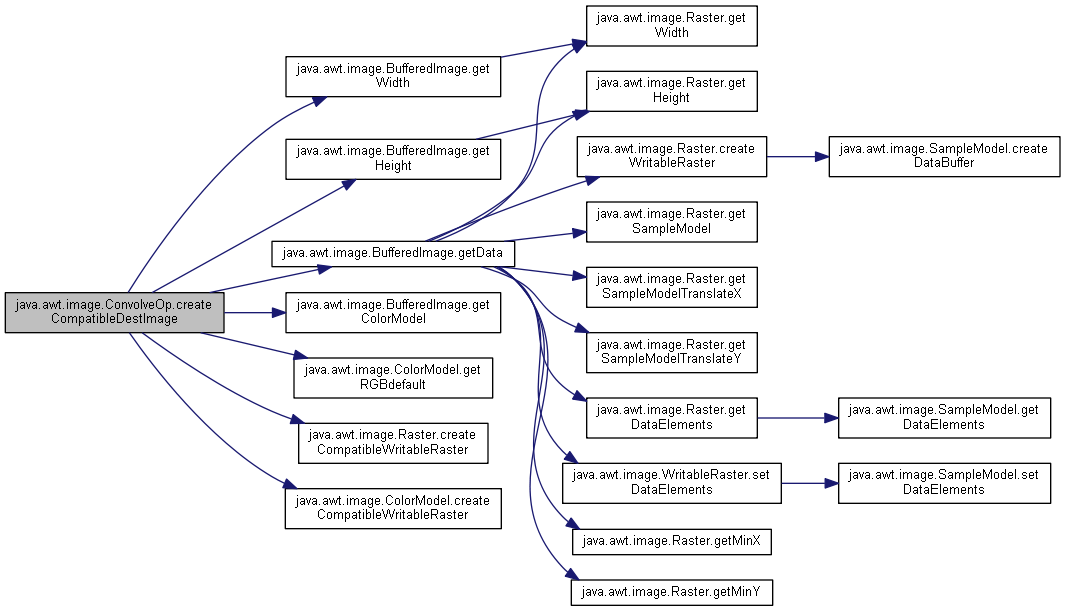 java.awt.image.ConvolveOp.create
CompatibleDestImage
java.awt.image.BufferedImage.get
Width
java.awt.image.BufferedImage.get
Height
java.awt.image.BufferedImage.getData
java.awt.image.BufferedImage.get
ColorModel
java.awt.image.ColorModel.get
RGBdefault
java.awt.image.Raster.create
CompatibleWritableRaster
java.awt.image.ColorModel.create
CompatibleWritableRaster
java.awt.image.Raster.get
Width
java.awt.image.Raster.get
Height
java.awt.image.Raster.create
WritableRaster
java.awt.image.Raster.get
SampleModel
java.awt.image.Raster.get
SampleModelTranslateX
java.awt.image.Raster.get
SampleModelTranslateY
java.awt.image.Raster.get
DataElements
java.awt.image.WritableRaster.set
DataElements
java.awt.image.Raster.getMinX
java.awt.image.Raster.getMinY
java.awt.image.SampleModel.create
DataBuffer
java.awt.image.SampleModel.get
DataElements
java.awt.image.SampleModel.set
DataElements